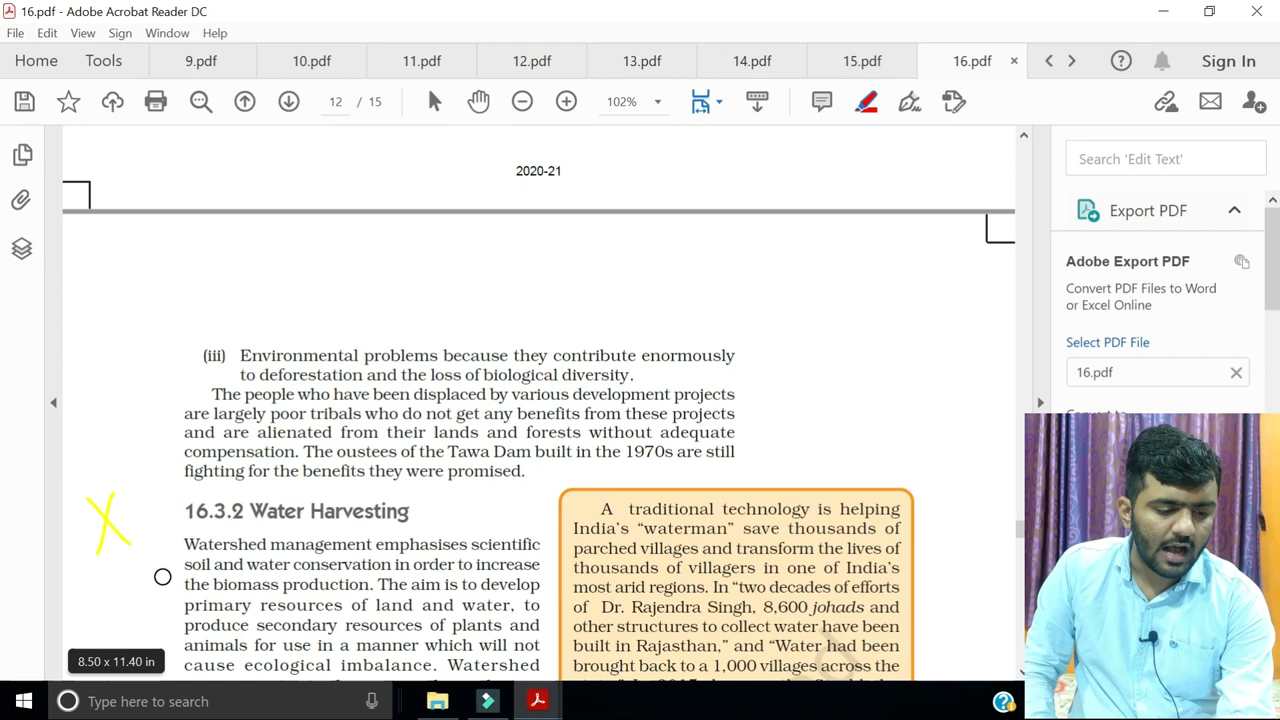 16.pdf - Adobe Acrobat Reader DC
File Edit View Sign Window Help
Home Tools 9.pdf 10.pdf 11.pdf 12.pdf 13.pdf 14.pdf 15.pdf 16.pdf × Sign In
12 / 15 102%
Search 'Edit Text'
2020-21
Export PDF
Adobe Export PDF
Convert PDF Files to Word
or Excel Online
Select PDF File
16.pdf
(iii) Environmental problems because they contribute enormously
to deforestation and the loss of biological diversity.
The people who have been displaced by various development projects
are largely poor tribals who do not get any benefits from these projects
and are alienated from their lands and forests without adequate
compensation. The oustees of the Tawa Dam built in the 1970s are still
fighting for the benefits they were promised.
16.3.2 Water Harvesting
Watershed management emphasises scientific
soil and water conservation in order to increase
the biomass production. The aim is to develop
primary resources of land and water, to
produce secondary resources of plants and
animals for use in a manner which will not
cause ecological imbalance. Watershed
A traditional technology is helping
India's “waterman” save thousands of
parched villages and transform the lives of
thousands of villagers in one of India's
most arid regions. In “two decades of efforts
of Dr. Rajendra Singh, 8,600 johads and
other structures to collect water have been
built in Rajasthan,” and “Water had been
brought back to a 1,000 villages across the
X
8.50 x 11.40 in
Type here to search